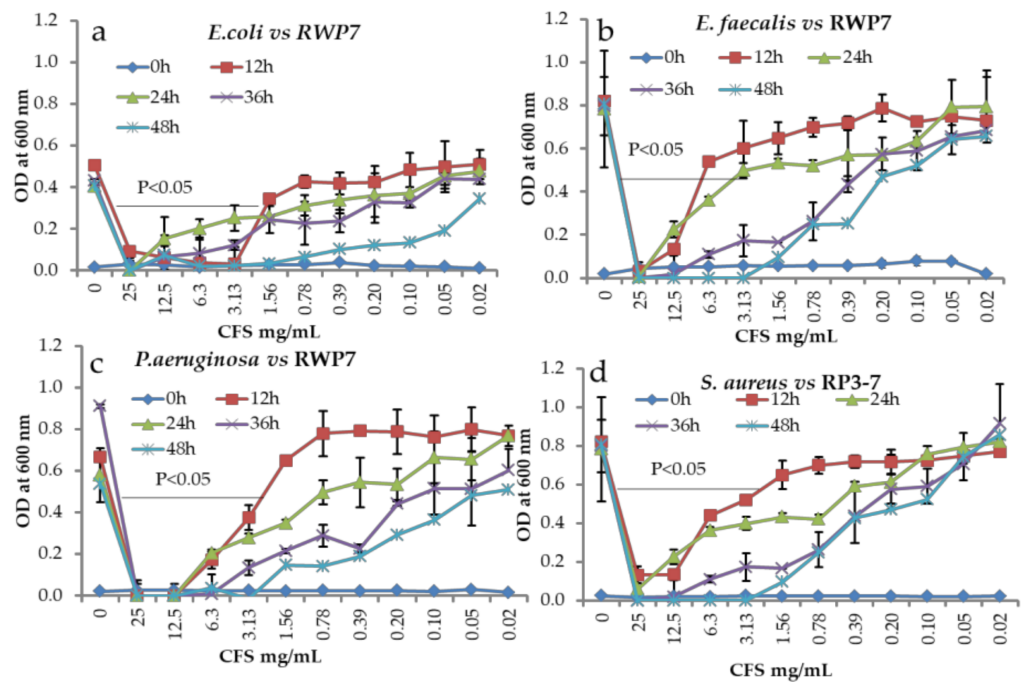 a
E.coli vs RWP7
0h 12h
24h 36h
48h
P<0.05
OD at 600 nm
1.2
1.0
0.8
0.6
0.4
0.2
0.0
0 25 12.5 6.3 3.13 1.56 0.78 0.39 0.20 0.10 0.05 0.02
CFS mg/mL
b
E. faecalis vs RWP7
0h 12h 24h
36h 48h
P<0.05
OD at 600 nm
1.2
1.0
0.8
0.6
0.4
0.2
0.0
0 25 12.5 6.3 3.13 1.56 0.78 0.39 0.20 0.10 0.05 0.02
CFS mg/mL
c
P.aeruginosa vs RWP7
0h 12h
24h 36h
48h
P<0.05
OD at 600 nm
1.2
1.0
0.8
0.6
0.4
0.2
0.0
0 25 12.5 6.3 3.13 1.56 0.78 0.39 0.20 0.10 0.05 0.02
CFS mg/mL
d
S. aureus vs RP3-7
0h 12h 24h
36h 48h
P<0.05
OD at 600 nm
1.2
1.0
0.8
0.6
0.4
0.2
0.0
0 25 12.5 6.3 3.13 1.56 0.78 0.39 0.20 0.10 0.05 0.02
CFS mg/mL